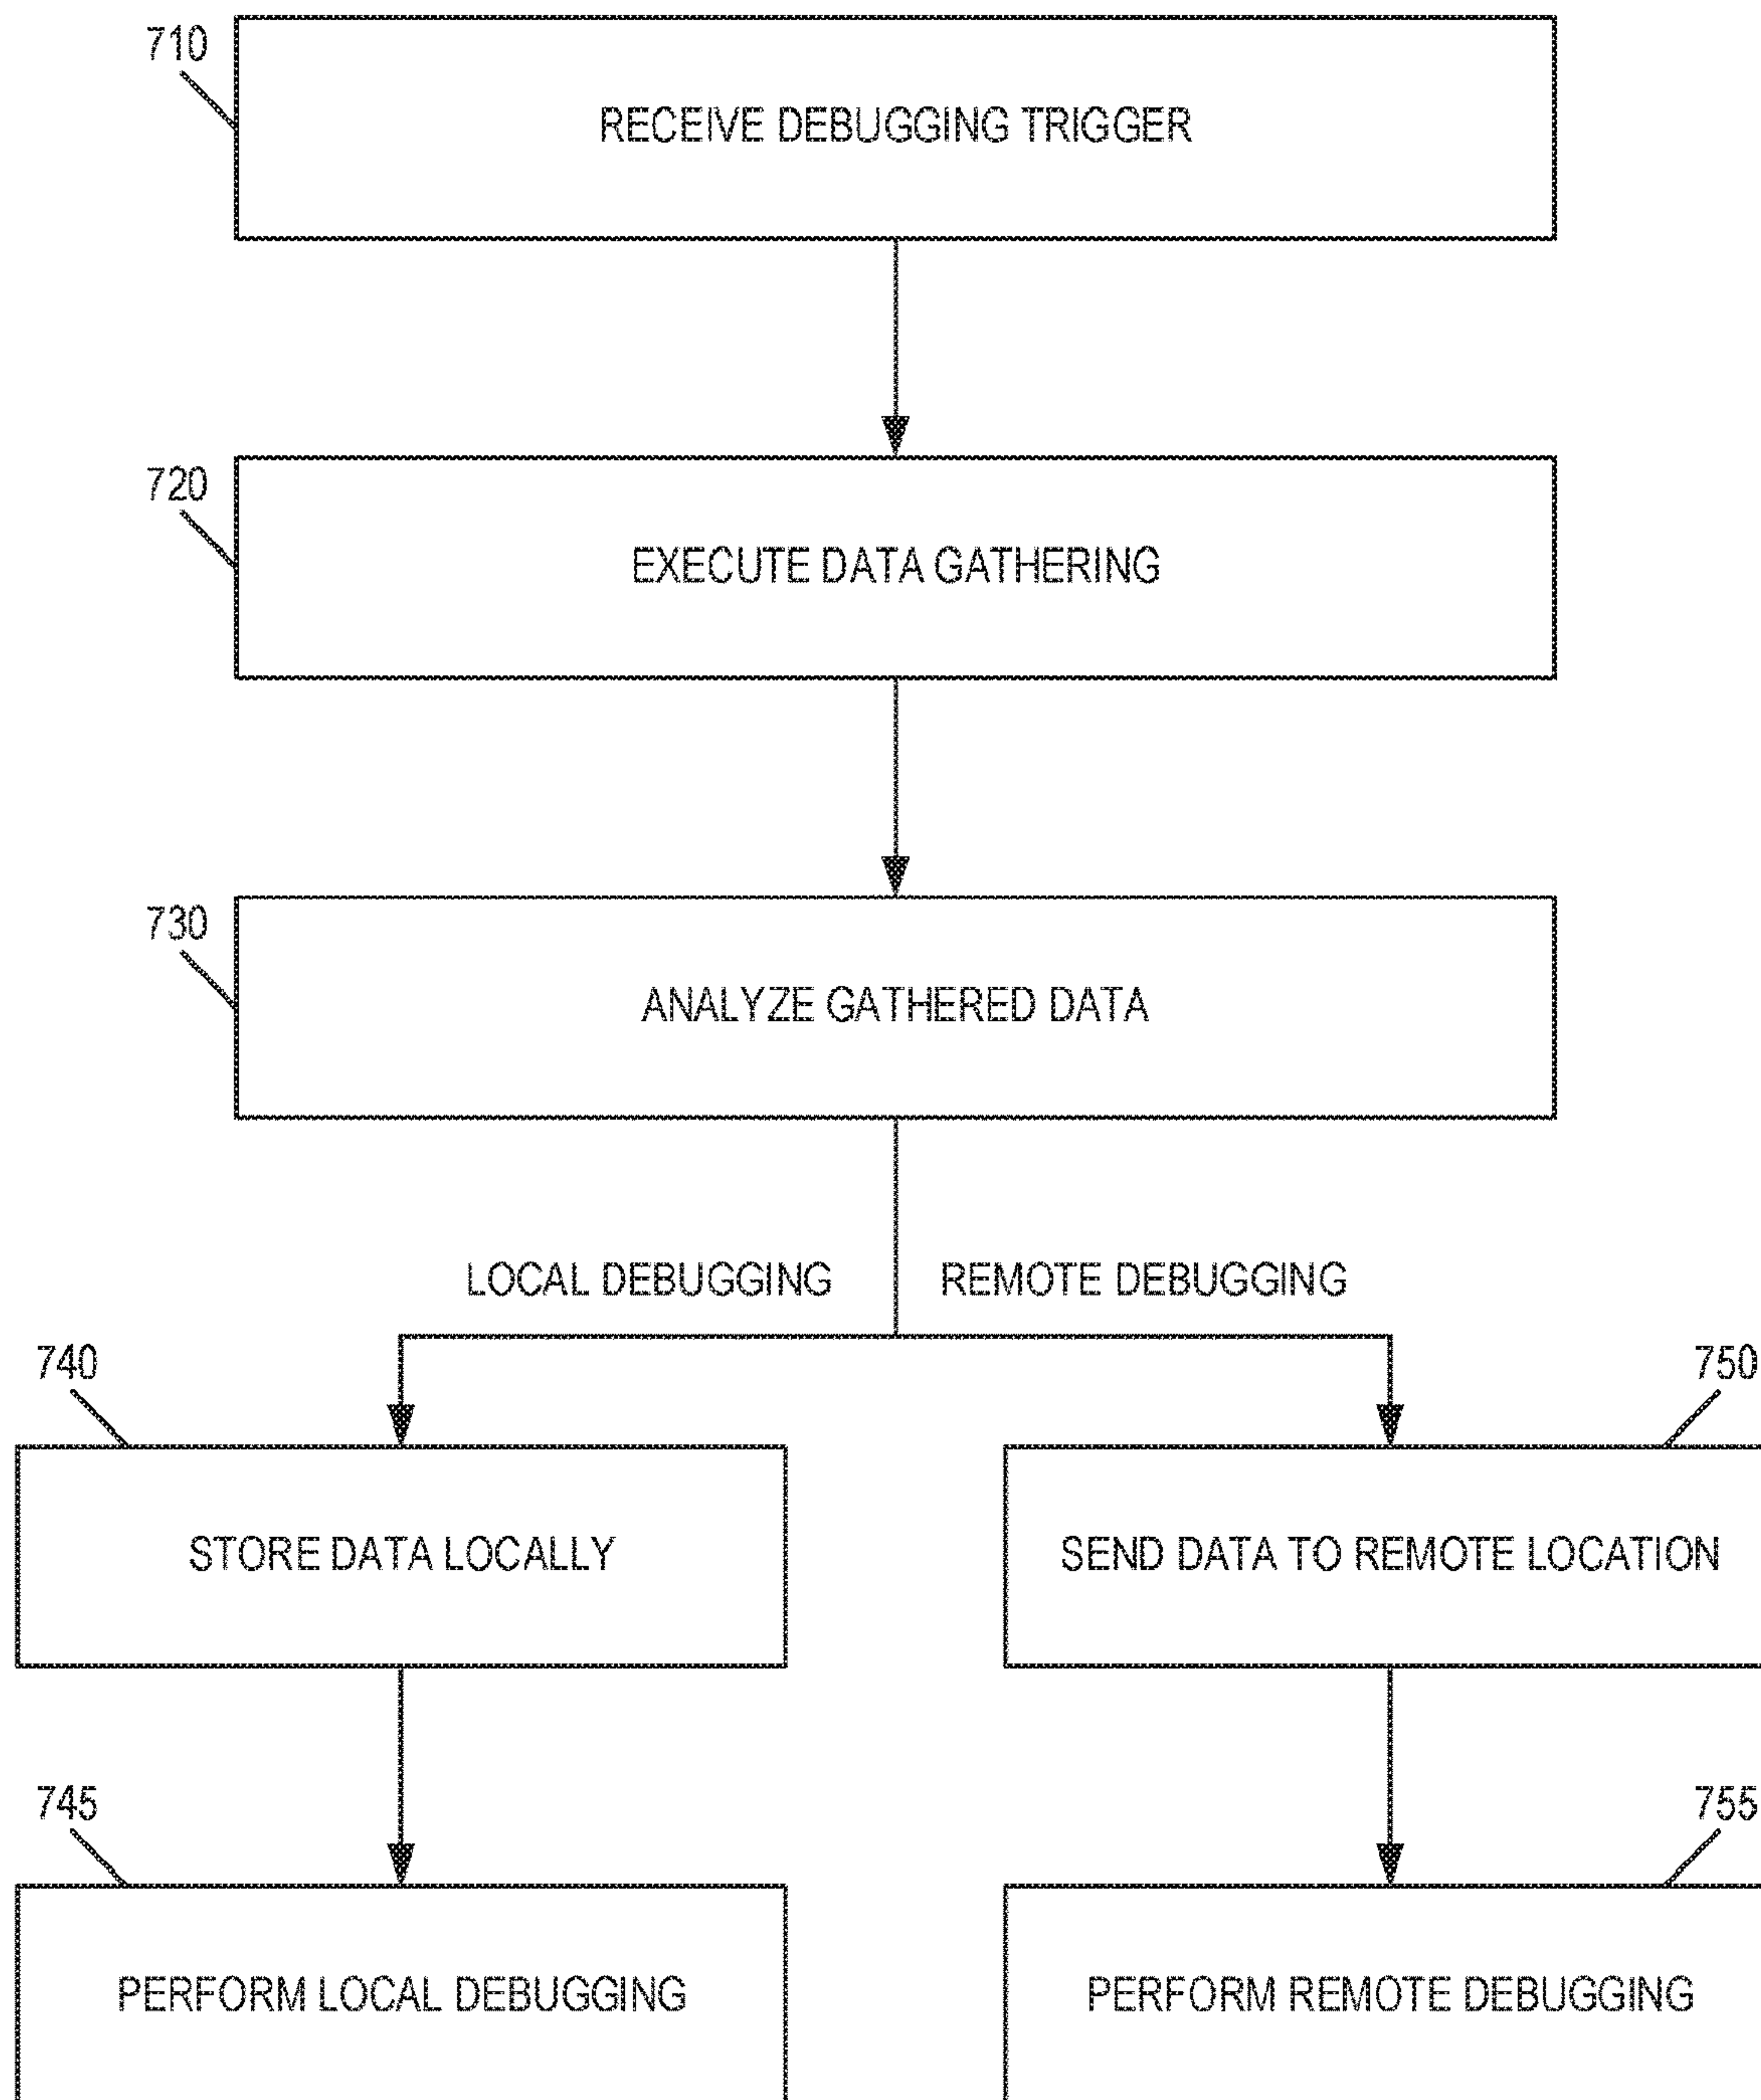 710
RECEIVE DEBUGGING TRIGGER
720
EXECUTE DATA GATHERING
730
ANALYZE GATHERED DATA
LOCAL DEBUGGING
REMOTE DEBUGGING
740
750
STORE DATA LOCALLY
SEND DATA TO REMOTE LOCATION
745
755
PERFORM LOCAL DEBUGGING
PERFORM REMOTE DEBUGGING